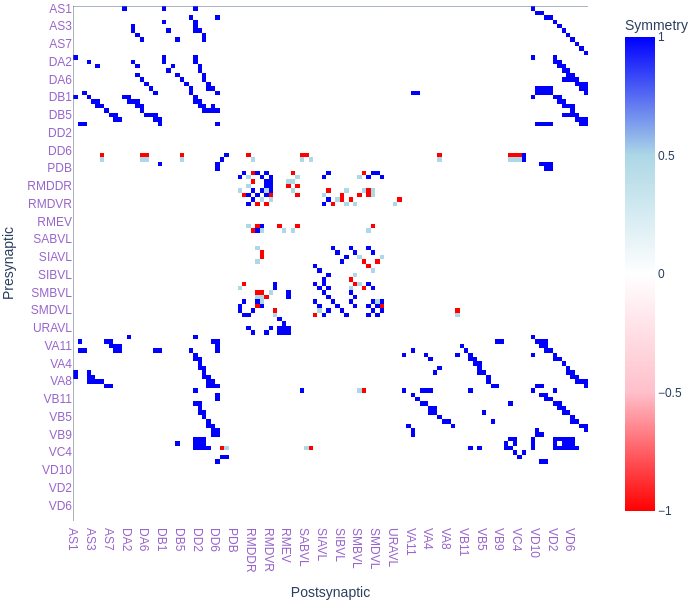 Symmetry
1
0.5
0
−0.5
−1
Presynaptic
AS1
AS3
AS7
DA2
DA6
DB1
DB5
DD2
DD6
PDB
RMDDR
RMDVR
RMEV
SABVL
SIAVL
SIBVL
SMBVL
SMDVL
URAVL
VA11
VA4
VA8
VB11
VB5
VB9
VC4
VD10
VD2
VD6
AS1
AS3
AS7
DA2
DA6
DB1
DB5
DD2
DD6
PDB
RMDDR
RMDVR
RMEV
SABVL
SIAVL
SIBVL
SMBVL
SMDVL
URAVL
VA11
VA4
VA8
VB11
VB5
VB9
VC4
VD10
VD2
VD6
Postsynaptic